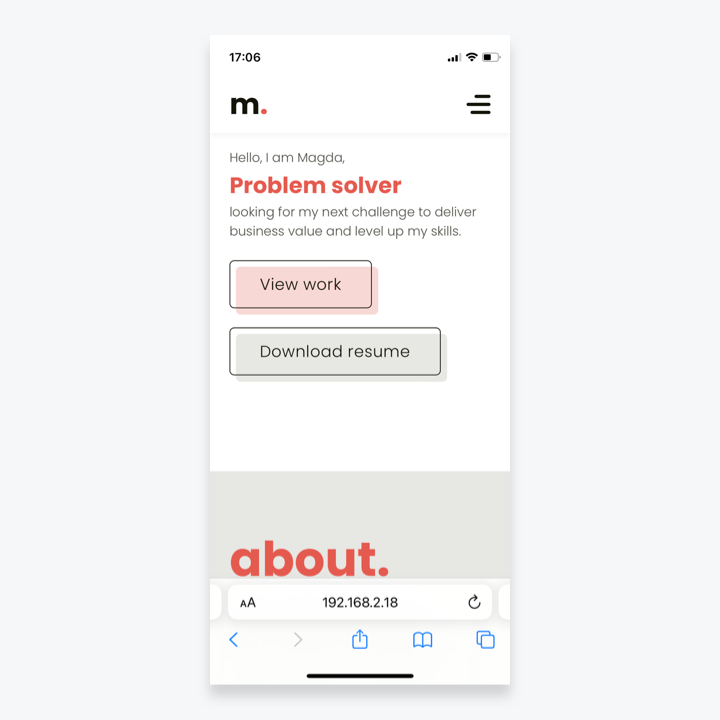 17:06
m.
Hello, I am Magda,
Problem solver
looking for my next challenge to deliver
business value and level up my skills.
View work
Download resume
about.
AA
192.168.2.18